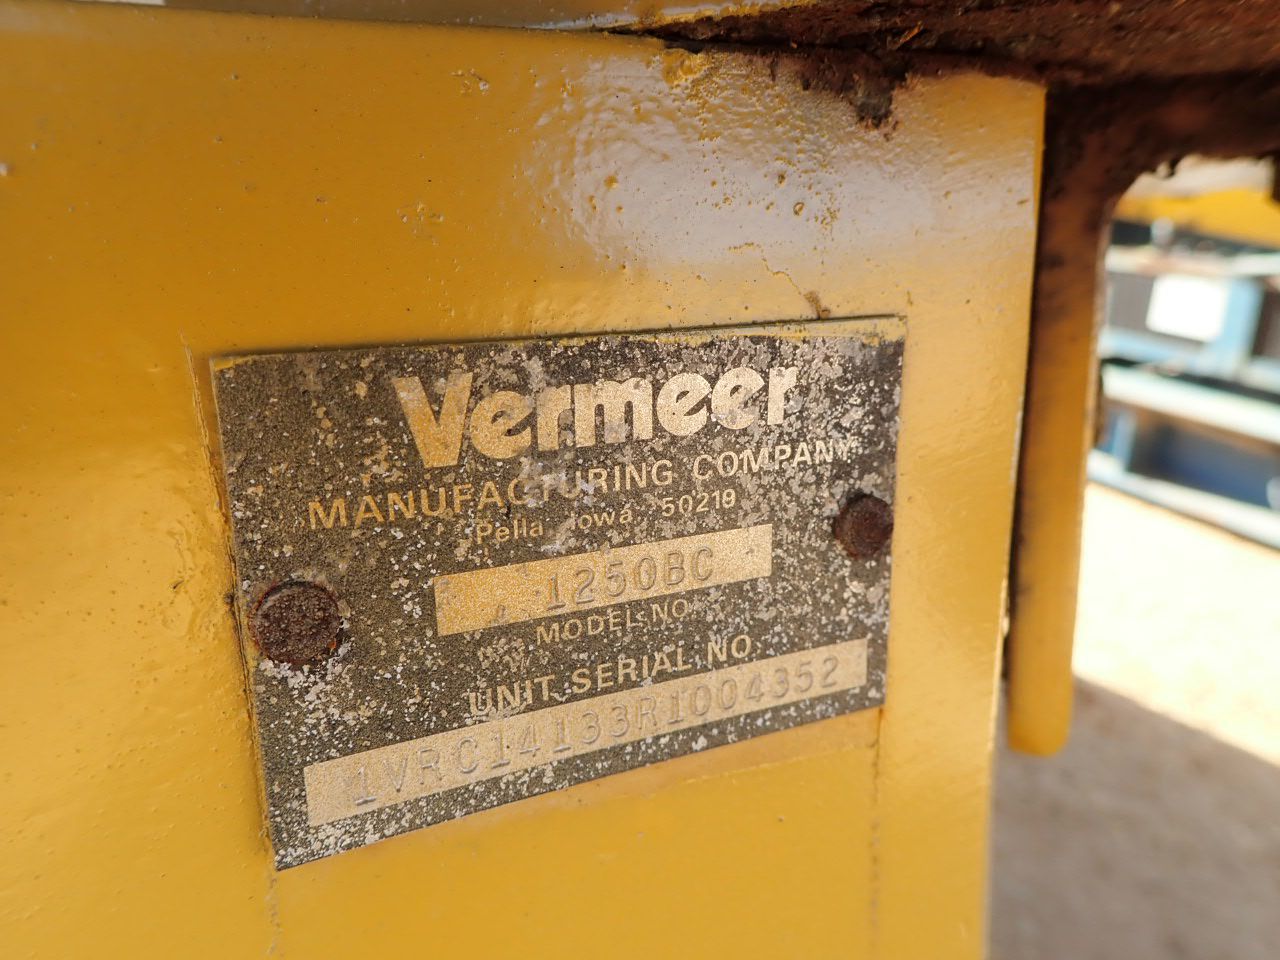 Vermeer
MANUFACTURING COMPANY
Pella, Iowa 50219
1250BC
MODEL NO.
UNIT SERIAL NO.
1VRC14133R1004352